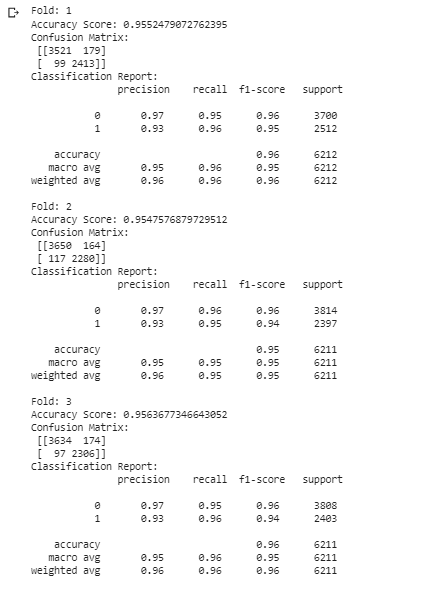 Fold: 1
Accuracy Score: 0.9552479072762395
Confusion Matrix:
[[3521 179]
[ 99 2413]]
Classification Report:
precision recall f1-score support
0 0.97 0.95 0.96 3700
1 0.93 0.96 0.95 2512
accuracy 0.96 6212
macro avg 0.95 0.96 0.95 6212
weighted avg 0.96 0.96 0.96 6212
Fold: 2
Accuracy Score: 0.9547576879729512
Confusion Matrix:
[[3650 164]
[ 117 2280]]
Classification Report:
precision recall f1-score support
0 0.97 0.96 0.96 3814
1 0.93 0.95 0.94 2397
accuracy 0.95 6211
macro avg 0.95 0.95 0.95 6211
weighted avg 0.96 0.95 0.95 6211
Fold: 3
Accuracy Score: 0.9563677346643052
Confusion Matrix:
[[3634 174]
[ 97 2306]]
Classification Report:
precision recall f1-score support
0 0.97 0.95 0.96 3808
1 0.93 0.96 0.94 2403
accuracy 0.96 6211
macro avg 0.95 0.96 0.95 6211
weighted avg 0.96 0.96 0.96 6211